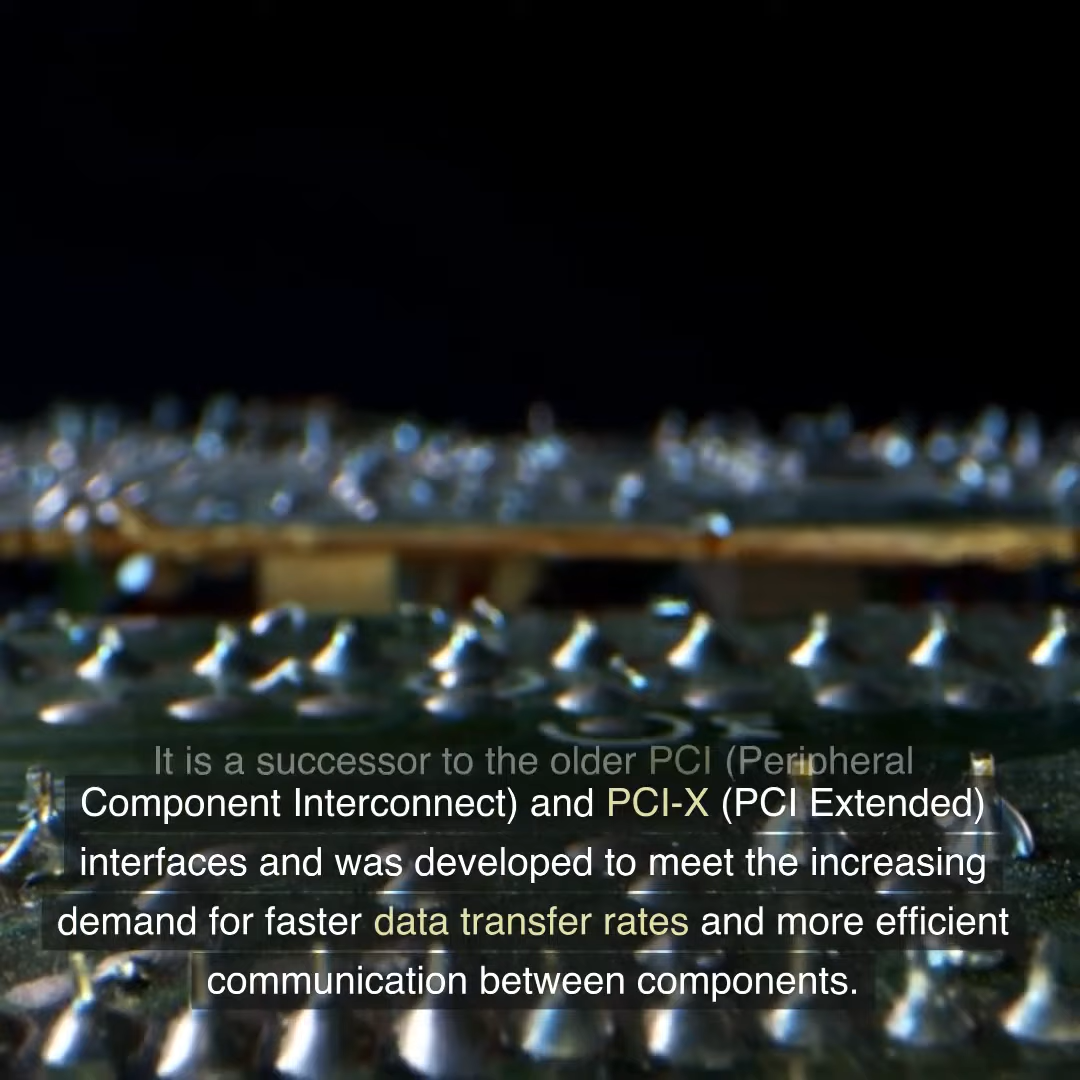 It is a successor to the older PCI (Peripheral
Component Interconnect) and PCI-X (PCI Extended)
interfaces and was developed to meet the increasing
demand for faster data transfer rates and more efficient
communication between components.